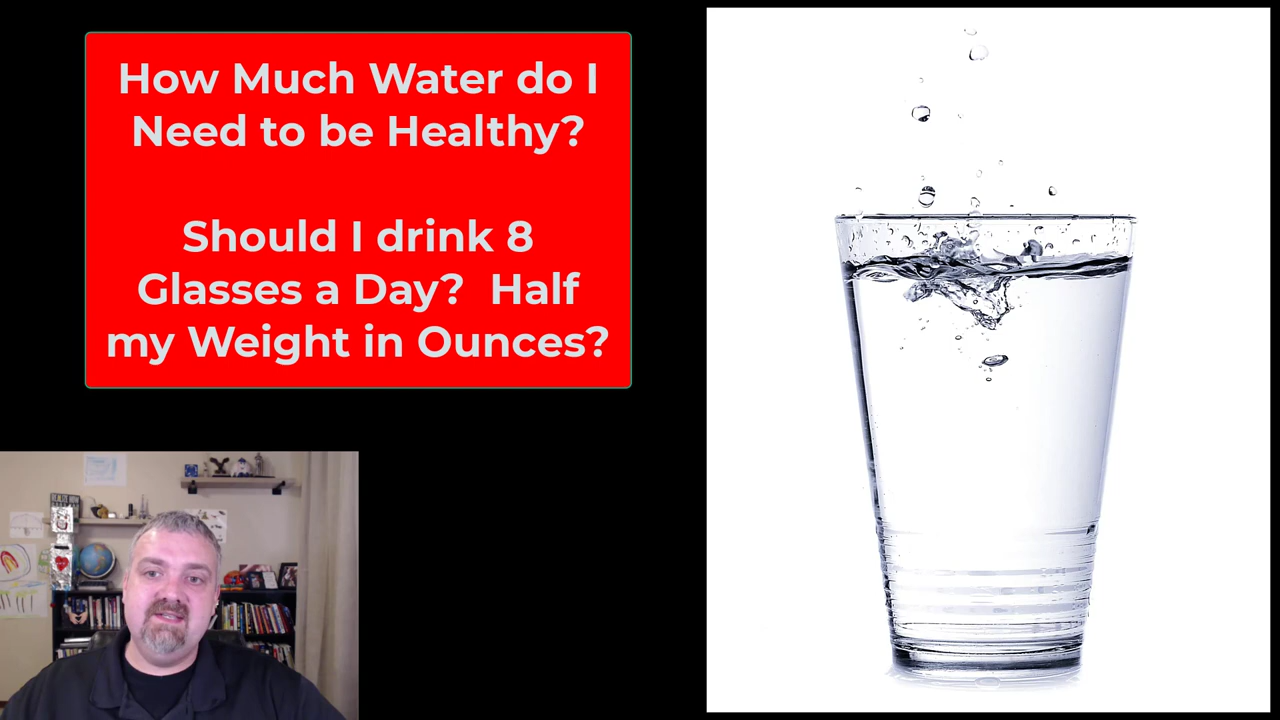 How Much Water do I
Need to be Healthy?
Should I drink 8
Glasses a Day?  Half
my Weight in Ounces?